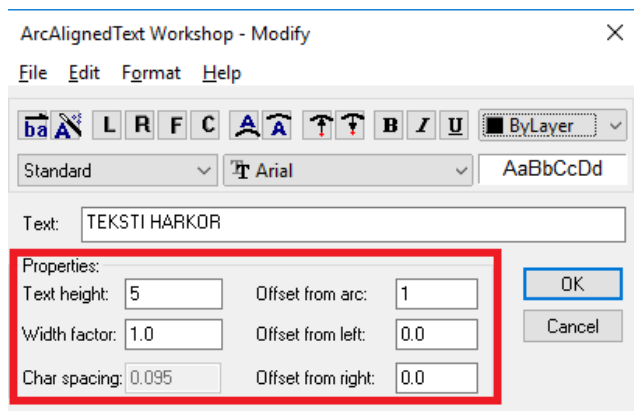 ArcAlignedText Workshop - Modify
File Edit Format Help
ba L R F C A A T T B I U ByLayer
Standard Tr Arial AaBbCcDd
Text: TEKSTI HARKOR
Properties:
Text height: 5 Offset from arc: 1 OK
Width factor: 1.0 Offset from left: 0.0 Cancel
Char spacing: 0.095 Offset from right: 0.0